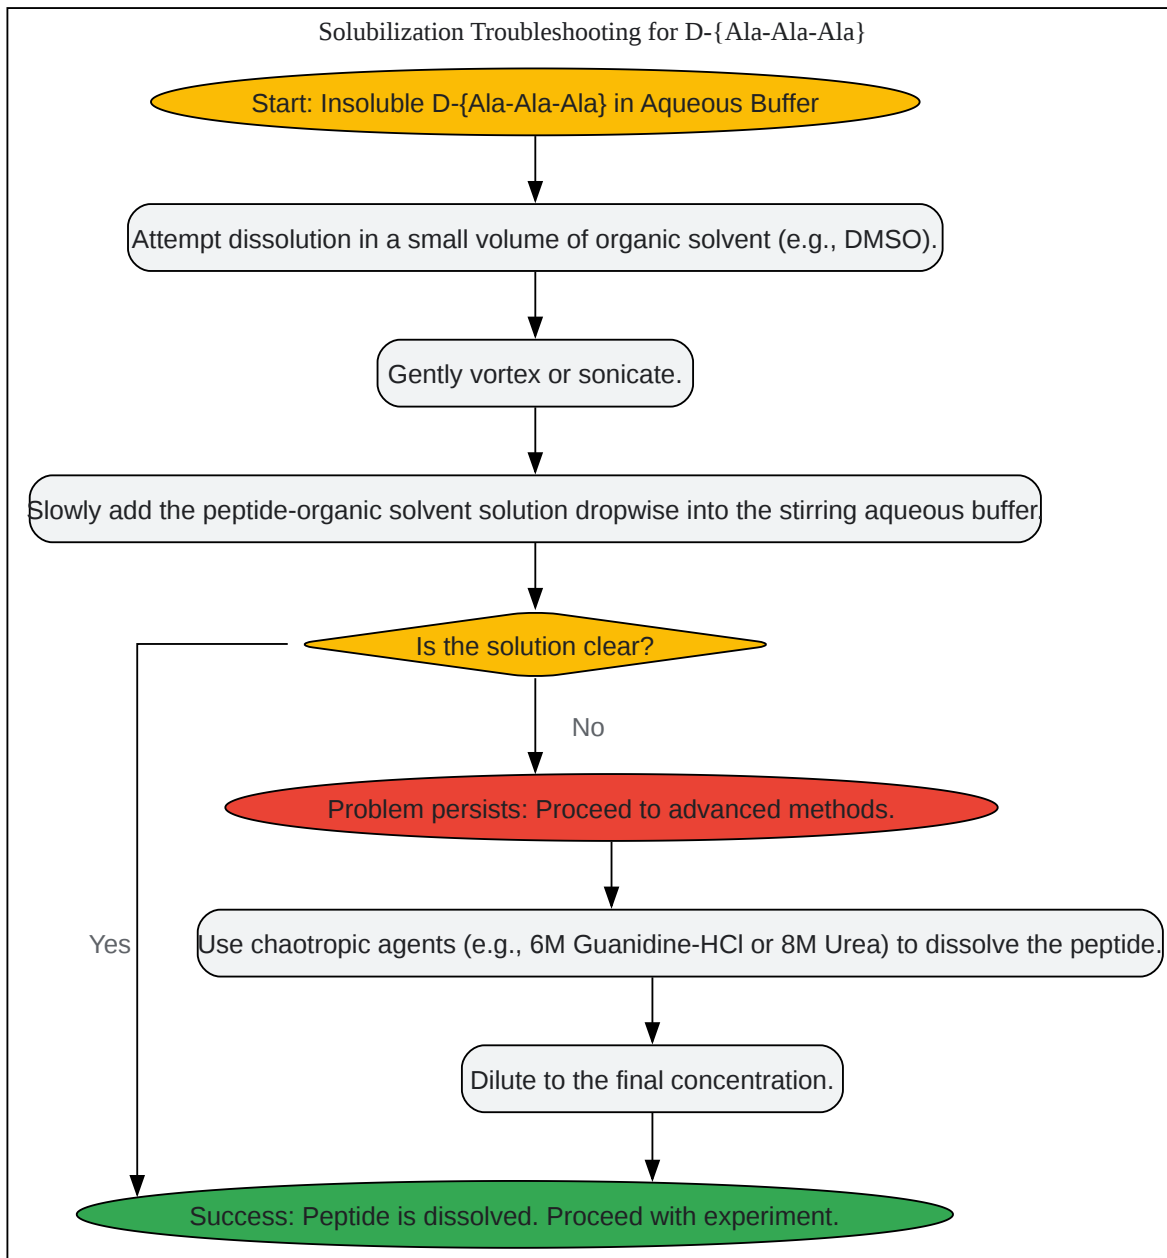 Solubilization Troubleshooting for D-{Ala-Ala-Ala}
Start: Insoluble D-{Ala-Ala-Ala} in Aqueous Buffer
Attempt dissolution in a small volume of organic solvent (e.g., DMSO).
Gently vortex or sonicate.
Slowly add the peptide-organic solvent solution dropwise into the stirring aqueous buffer.
Is the solution clear?
No
Problem persists: Proceed to advanced methods.
Yes
Use chaotropic agents (e.g., 6M Guanidine-HCl or 8M Urea) to dissolve the peptide.
Dilute to the final concentration.
Success: Peptide is dissolved. Proceed with experiment.